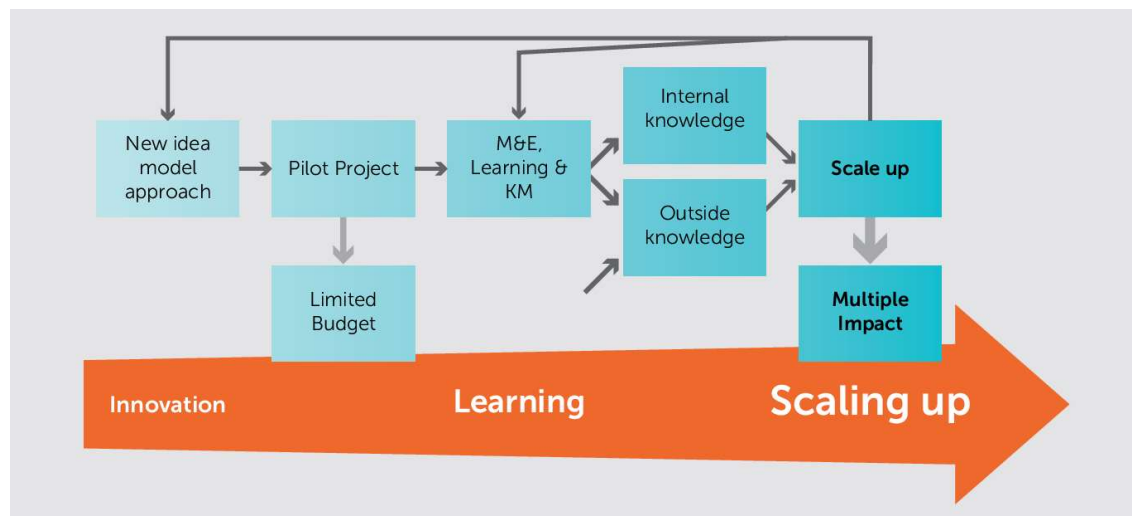 New idea
model
approach
Pilot Project
M&E,
Learning &
KM
Internal
knowledge
Outside
knowledge
Scale up
Limited
Budget
Multiple
Impact
Innovation
Learning
Scaling up